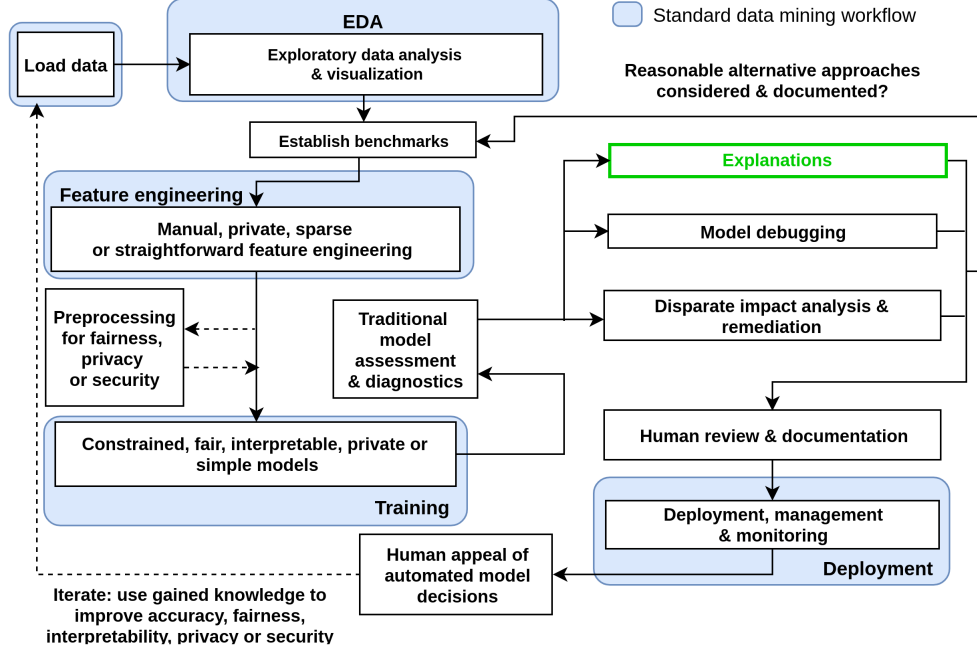 EDA
Standard data mining workflow
Load data
Exploratory data analysis
& visualization
Reasonable alternative approaches
considered & documented?
Establish benchmarks
Explanations
Feature engineering
Manual, private, sparse
or straightforward feature engineering
Model debugging
Preprocessing
for fairness,
privacy
or security
Traditional
model
assessment
& diagnostics
Disparate impact analysis &
remediation
Constrained, fair, interpretable, private or
simple models
Training
Human review & documentation
Deployment, management
& monitoring
Deployment
Human appeal of
automated model
decisions
Iterate: use gained knowledge to
improve accuracy, fairness,
interpretability, privacy or security